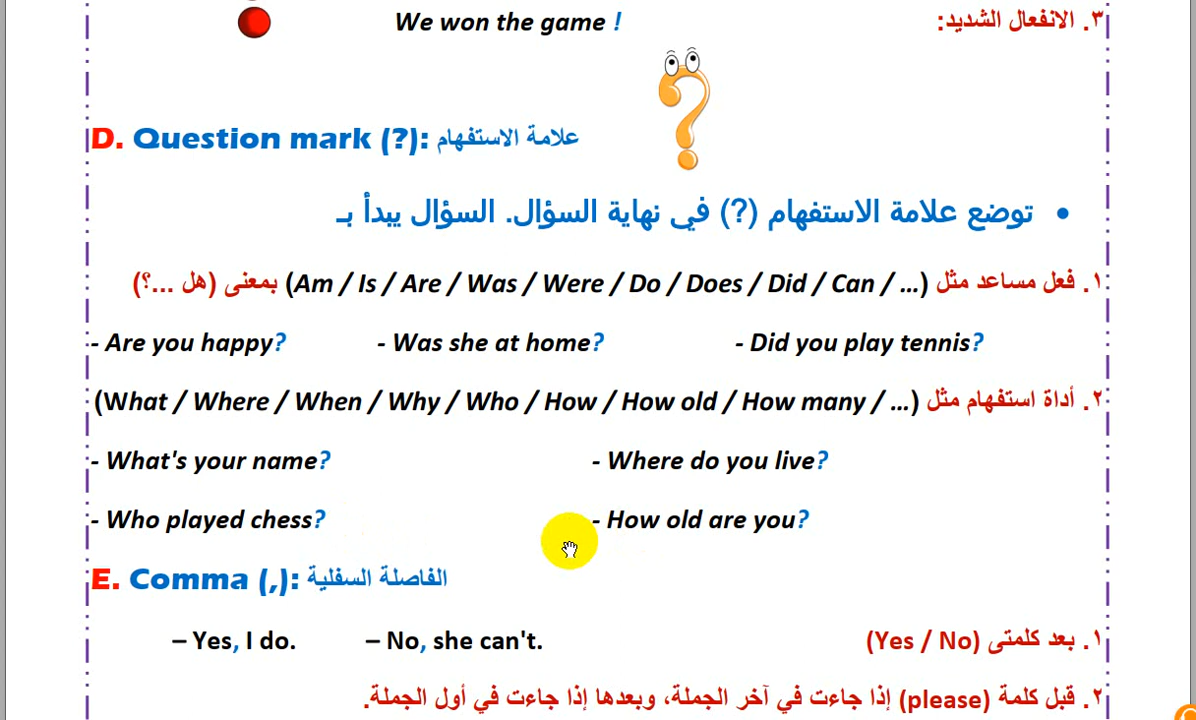 ٣. الانفعال الشديد: We won the game !
D. Question mark (?): علامة الاستفهام
• توضع علامة الاستفهام (?) في نهاية السؤال. السؤال يبدأ بـ
١. فعل مساعد مثل (Am / Is / Are / Was / Were / Do / Does / Did / Can / ...) بمعنى (هل ...؟)
- Are you happy? - Was she at home? - Did you play tennis?
٢. أداة استفهام مثل (What / Where / When / Why / Who / How / How old / How many / ...)
- What's your name? - Where do you live?
- Who played chess? - How old are you?
E. Comma (,): الفاصلة السفلية
١. بعد كلمتى (Yes / No) – Yes, I do. – No, she can't.
٢. قبل كلمة (please) إذا جاءت في آخر الجملة، وبعدها إذا جاءت في أول الجملة.